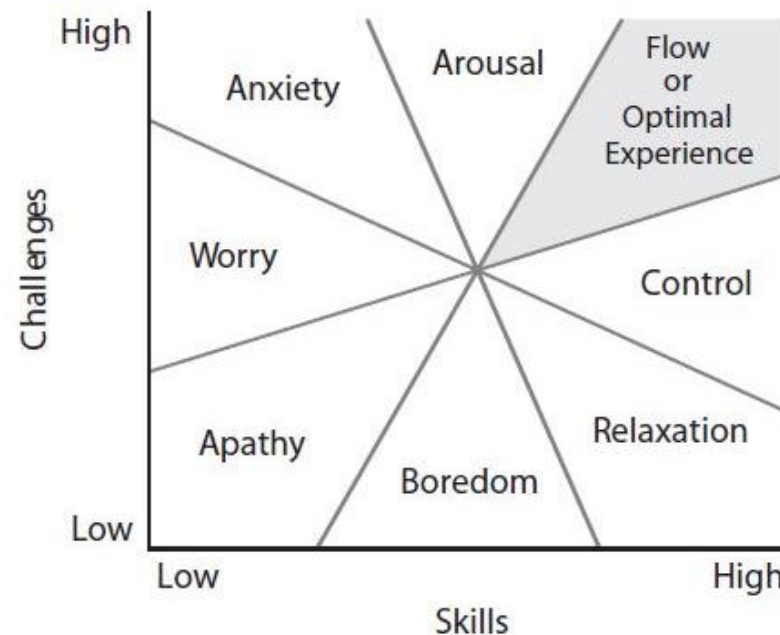 High
Anxiety
Arousal
Flow
or
Optimal
Experience
Challenges
Worry
Control
Apathy
Boredom
Relaxation
Low
Low
High
Skills